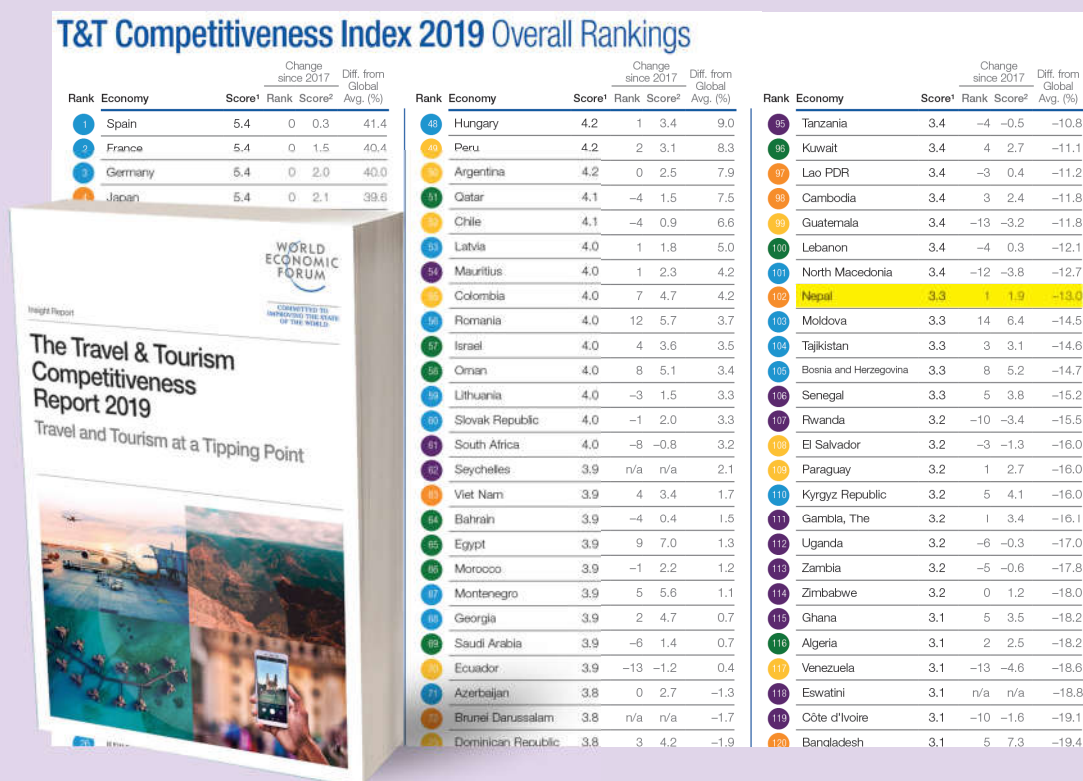 T&T Competitiveness Index 2019 Overall Rankings
Change since 2017 Diff. from Global
Rank Economy Score¹ Rank Score² Avg. (%)
1 Spain 5.4 0 0.3 41.4
2 France 5.4 0 1.5 40.4
3 Germany 5.4 0 2.0 40.0
Japan 5.4 0 2.1 39.6
WORLD
ECONOMIC
FORUM
COMMITTED TO
IMPROVING THE STATE
OF THE WORLD
Insight Report
The Travel & Tourism
Competitiveness
Report 2019
Travel and Tourism at a Tipping Point
Change since 2017 Diff. from Global
Rank Economy Score¹ Rank Score² Avg. (%)
48 Hungary 4.2 1 3.4 9.0
49 Peru 4.2 2 3.1 8.3
50 Argentina 4.2 0 2.5 7.9
51 Qatar 4.1 −4 1.5 7.5
52 Chile 4.1 −4 0.9 6.6
53 Latvia 4.0 1 1.8 5.0
54 Mauritius 4.0 1 2.3 4.2
55 Colombia 4.0 7 4.7 4.2
56 Romania 4.0 12 5.7 3.7
57 Israel 4.0 4 3.6 3.5
58 Oman 4.0 8 5.1 3.4
59 Lithuania 4.0 −3 1.5 3.3
60 Slovak Republic 4.0 −1 2.0 3.3
61 South Africa 4.0 −8 −0.8 3.2
62 Seychelles 3.9 n/a n/a 2.1
63 Viet Nam 3.9 4 3.4 1.7
64 Bahrain 3.9 −4 0.4 1.5
65 Egypt 3.9 9 7.0 1.3
66 Morocco 3.9 −1 2.2 1.2
67 Montenegro 3.9 5 5.6 1.1
68 Georgia 3.9 2 4.7 0.7
69 Saudi Arabia 3.9 −6 1.4 0.7
70 Ecuador 3.9 −13 −1.2 0.4
71 Azerbaijan 3.8 0 2.7 −1.3
72 Brunei Darussalam 3.8 n/a n/a −1.7
Dominican Republic 3.8 3 4.2 −1.9
Change since 2017 Diff. from Global
Rank Economy Score¹ Rank Score² Avg. (%)
95 Tanzania 3.4 −4 −0.5 −10.8
96 Kuwait 3.4 4 2.7 −11.1
97 Lao PDR 3.4 −3 0.4 −11.2
98 Cambodia 3.4 3 2.4 −11.8
99 Guatemala 3.4 −13 −3.2 −11.8
100 Lebanon 3.4 −4 0.3 −12.1
101 North Macedonia 3.4 −12 −3.8 −12.7
102 Nepal 3.3 1 1.9 −13.0
103 Moldova 3.3 14 6.4 −14.5
104 Tajikistan 3.3 3 3.1 −14.6
105 Bosnia and Herzegovina 3.3 8 5.2 −14.7
106 Senegal 3.3 5 3.8 −15.2
107 Rwanda 3.2 −10 −3.4 −15.5
108 El Salvador 3.2 −3 −1.3 −16.0
109 Paraguay 3.2 1 2.7 −16.0
110 Kyrgyz Republic 3.2 5 4.1 −16.0
111 Gambia, The 3.2 1 3.4 −16.1
112 Uganda 3.2 −6 −0.3 −17.0
113 Zambia 3.2 −5 −0.6 −17.8
114 Zimbabwe 3.2 0 1.2 −18.0
115 Ghana 3.1 5 3.5 −18.2
116 Algeria 3.1 2 2.5 −18.2
117 Venezuela 3.1 −13 −4.6 −18.6
118 Eswatini 3.1 n/a n/a −18.8
119 Côte d'Ivoire 3.1 −10 −1.6 −19.1
120 Bangladesh 3.1 5 7.3 −19.4